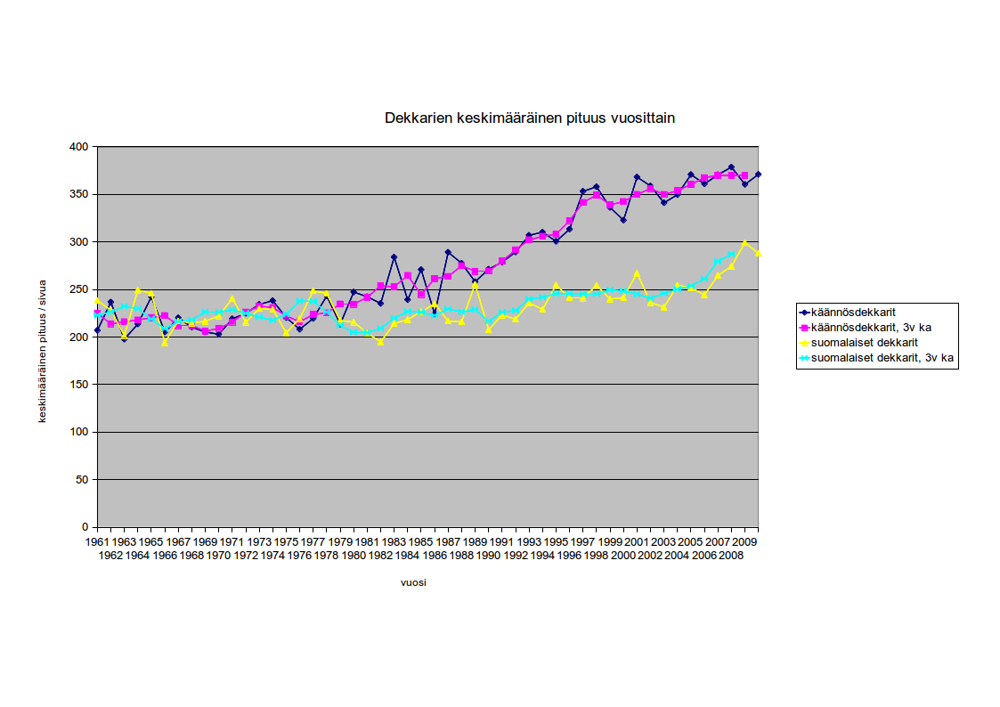 Dekkarien keskimääräinen pituus vuosittain
keskimääräinen pituus / sivua
400
350
300
250
200
150
100
50
0
1961 1963 1965 1967 1969 1971 1973 1975 1977 1979 1981 1983 1985 1987 1989 1991 1993 1995 1997 1999 2001 2003 2005 2007 2009
1962 1964 1966 1968 1970 1972 1974 1976 1978 1980 1982 1984 1986 1988 1990 1992 1994 1996 1998 2000 2002 2004 2006 2008
vuosi
käännösdekkarit
käännösdekkarit, 3v ka
suomalaiset dekkarit
suomalaiset dekkarit, 3v ka